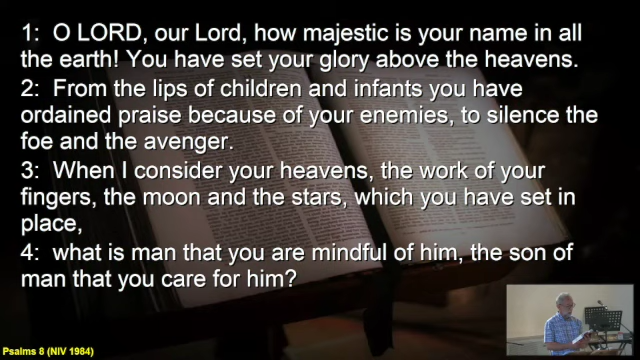 1: O LORD, our Lord, how majestic is your name in all
the earth! You have set your glory above the heavens.
2: From the lips of children and infants you have
ordained praise because of your enemies, to silence the
foe and the avenger.
3: When I consider your heavens, the work of your
fingers, the moon and the stars, which you have set in
place,
4: what is man that you are mindful of him, the son of
man that you care for him?
Psalms 8 (NIV 1984)